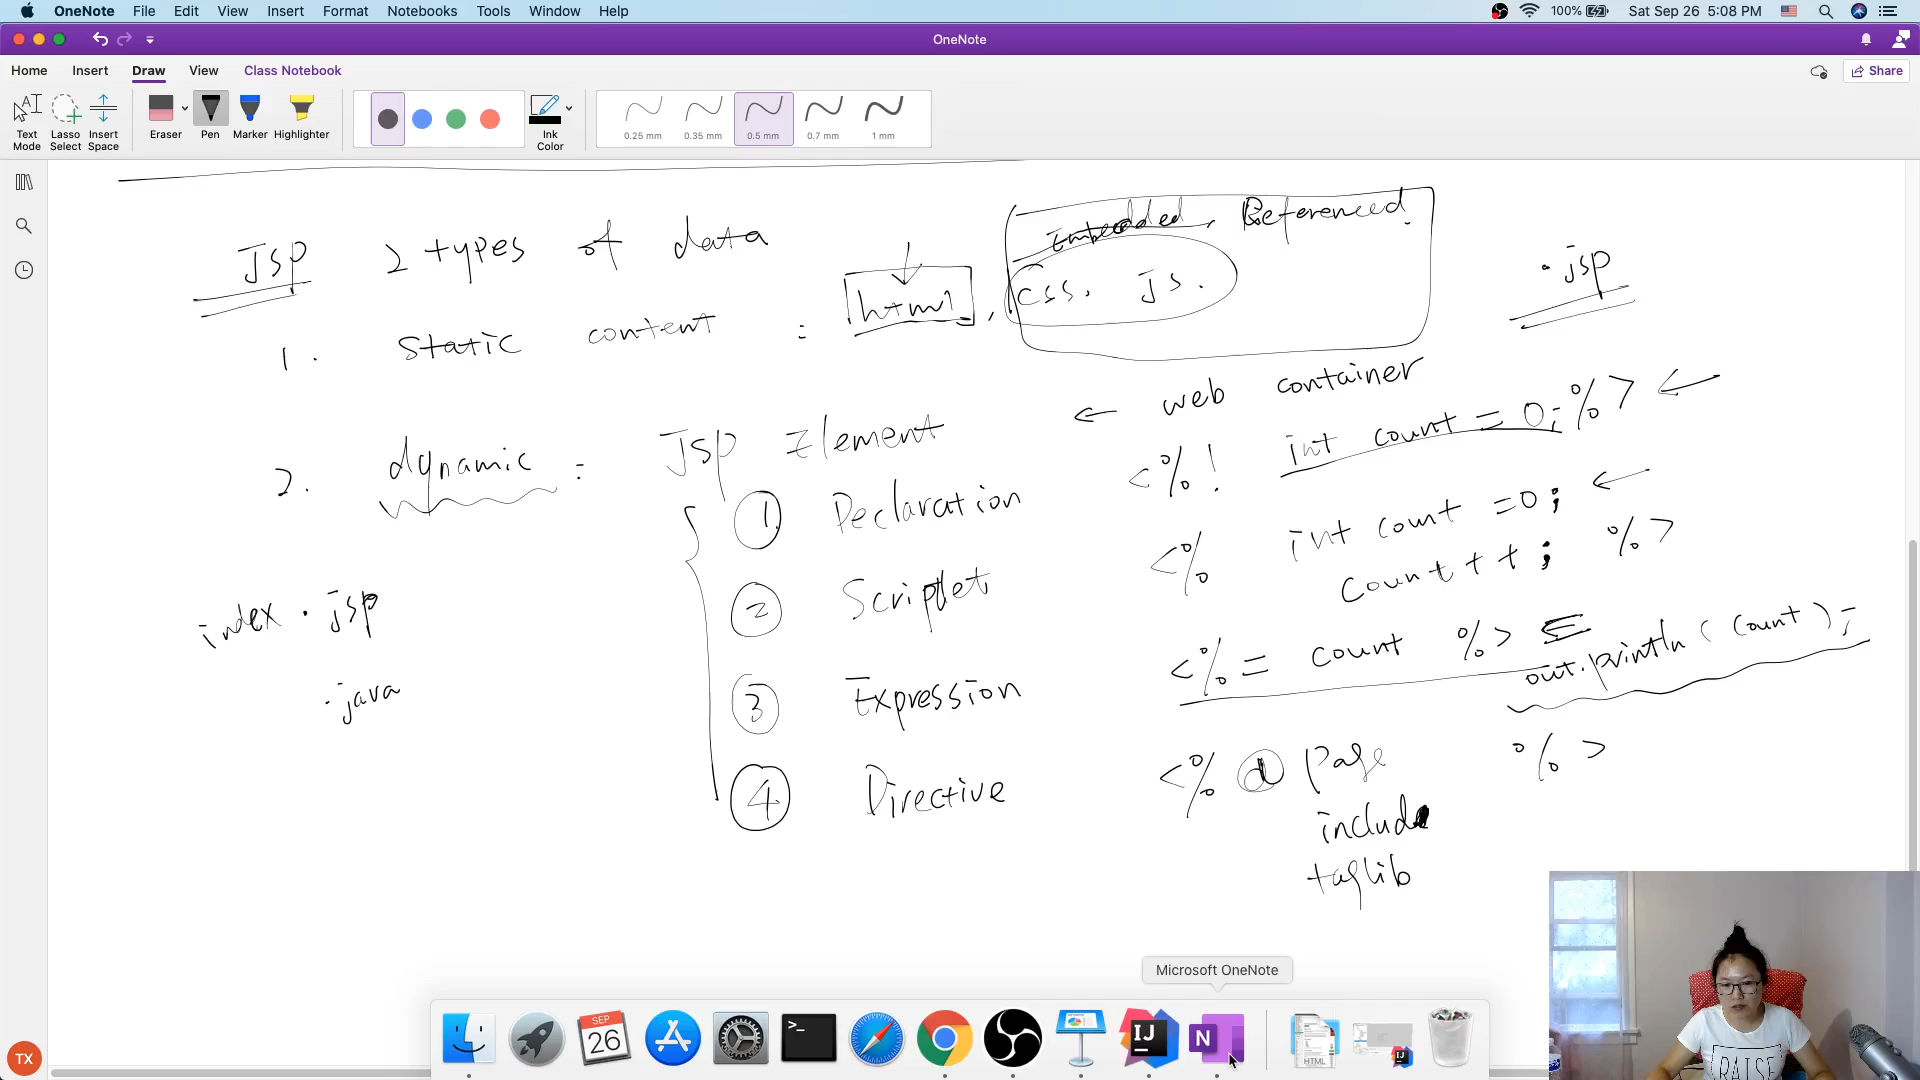 OneNote File Edit View Insert Format Notebooks Tools Window Help 100% Sat Sep 26 5:08 PM
OneNote
Home Insert Draw View Class Notebook Share
Text Mode Lasso Select Insert Space Eraser Pen Marker Highlighter Ink Color 0.25 mm 0.35 mm 0.5 mm 0.7 mm 1 mm
Embedded, Referenced.
JSP 2 types of data
css. js.
.jsp
1. static content : html,
← web container
2. dynamic : JSP Element
<%! int count = 0; %> ←
① Declaration
<% int count =0; ←
count++; %>
② Scriptlet
index.jsp
<%= count %> out.println(count);
③ Expression
.java
<%@ page %>
④ Directive
include
taglib
Microsoft OneNote
SEP
26
>_
IJ
N
HTML
IJ
TX
RAISE